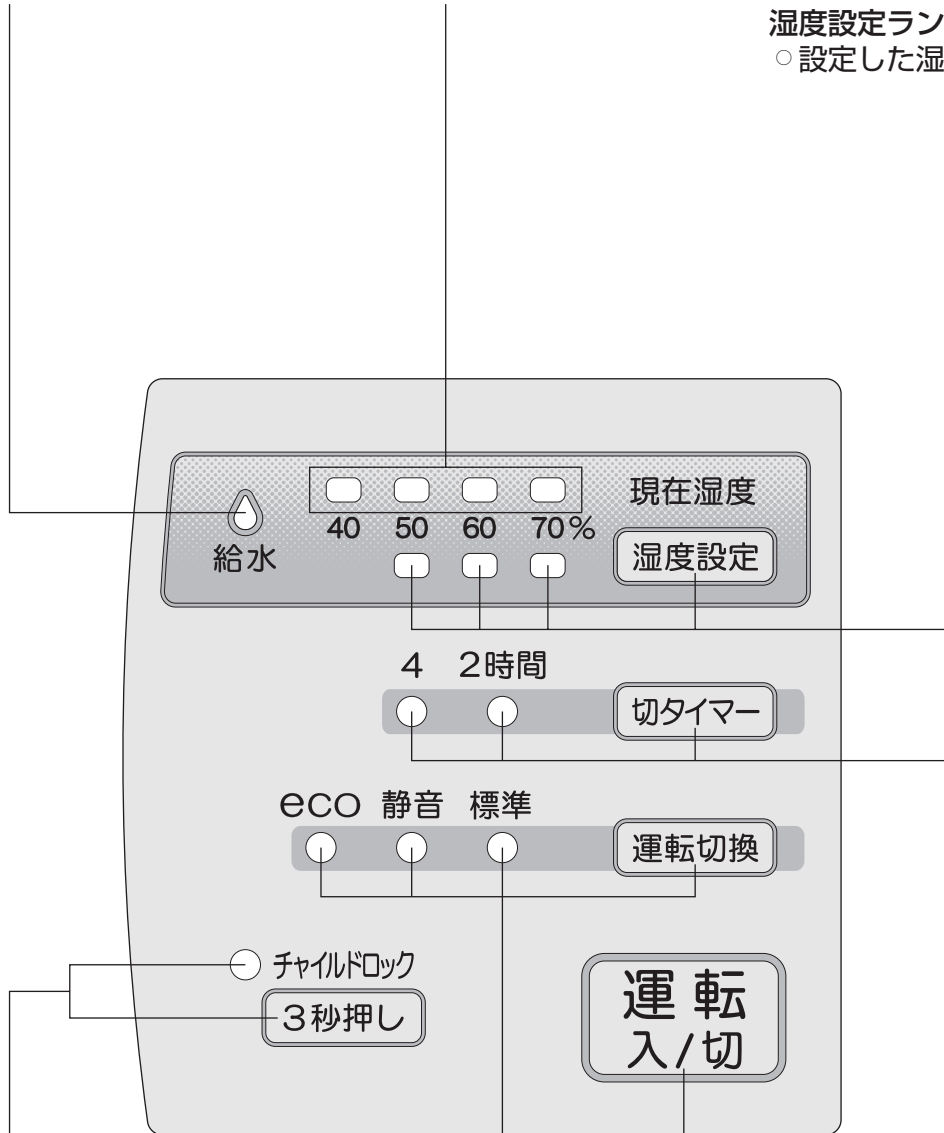 湿度設定ラン
○設定した湿
現在湿度
40 50 60 70%
給水
湿度設定
4 2時間
切タイマー
eco 静音 標準
運転切換
チャイルドロック
3秒押し
運転
入/切